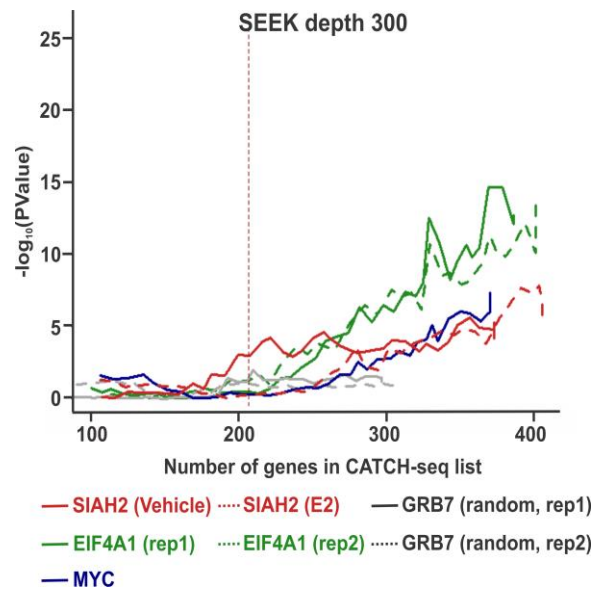 SEEK depth 300
25
20
15
10
5
0
-log₁₀(PValue)
100 200 300 400
Number of genes in CATCH-seq list
SIAH2 (Vehicle) SIAH2 (E2) GRB7 (random, rep1)
EIF4A1 (rep1) EIF4A1 (rep2) GRB7 (random, rep2)
MYC